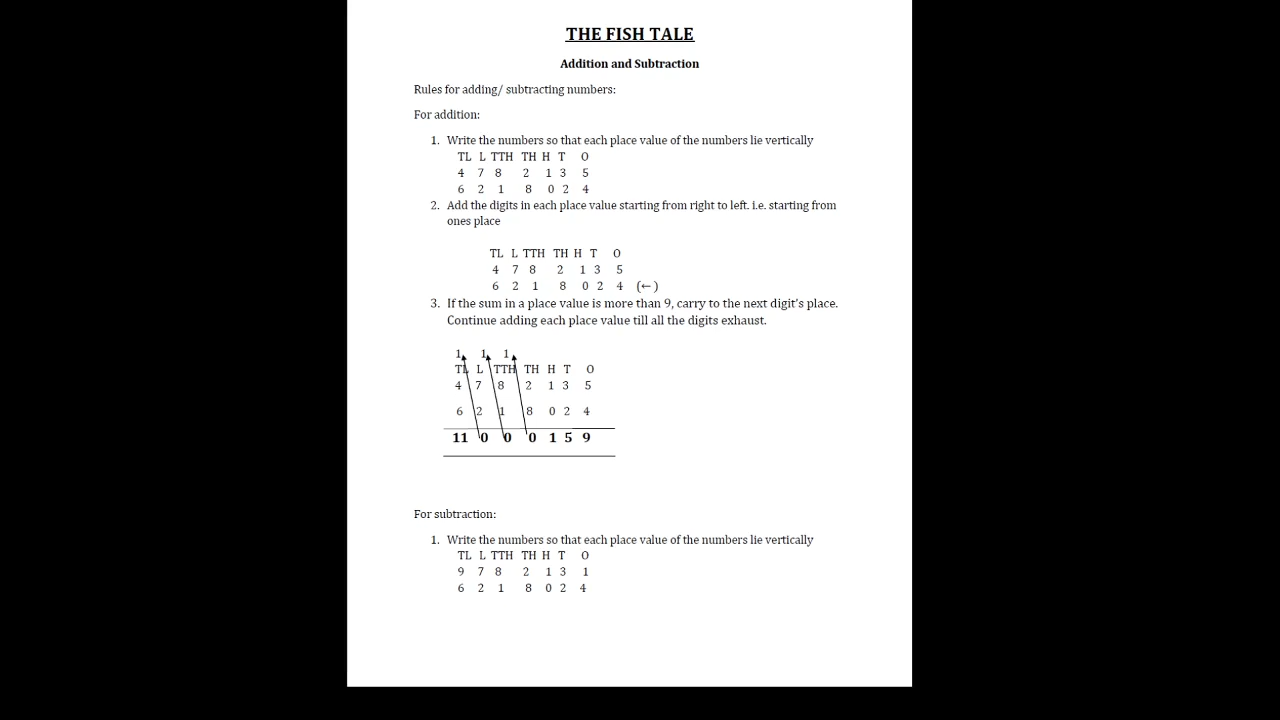 THE FISH TALE
Addition and Subtraction
Rules for adding/ subtracting numbers:
For addition:
1. Write the numbers so that each place value of the numbers lie vertically
TL L TTH TH H T O
4 7 8 2 1 3 5
6 2 1 8 0 2 4
2. Add the digits in each place value starting from right to left. i.e. starting from
ones place
TL L TTH TH H T O
4 7 8 2 1 3 5
6 2 1 8 0 2 4 (←)
3. If the sum in a place value is more than 9, carry to the next digit's place.
Continue adding each place value till all the digits exhaust.
1 1 1
TL L TTH TH H T O
4 7 8 2 1 3 5
6 2 1 8 0 2 4
11 0 0 0 1 5 9
For subtraction:
1. Write the numbers so that each place value of the numbers lie vertically
TL L TTH TH H T O
9 7 8 2 1 3 1
6 2 1 8 0 2 4